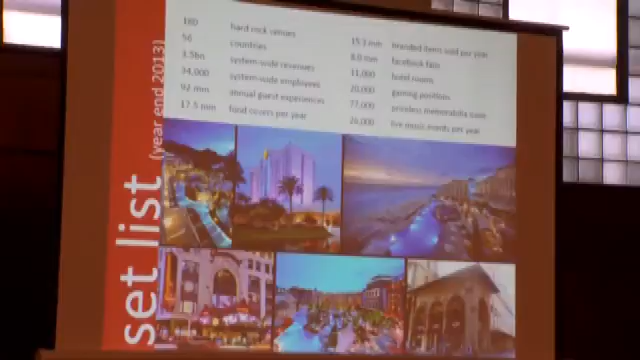 set list
(year end 2013)
180 hard rock venues
56 countries
3.5bn system-wide revenues
34,000 system-wide employees
92 mm annual guest experiences
17.5 mm food covers per year
15.3 mm branded items sold per year
8.0 mm facebook fans
11,000 hotel rooms
20,000 gaming positions
77,000 priceless memorabilia
26,000 live music events per year